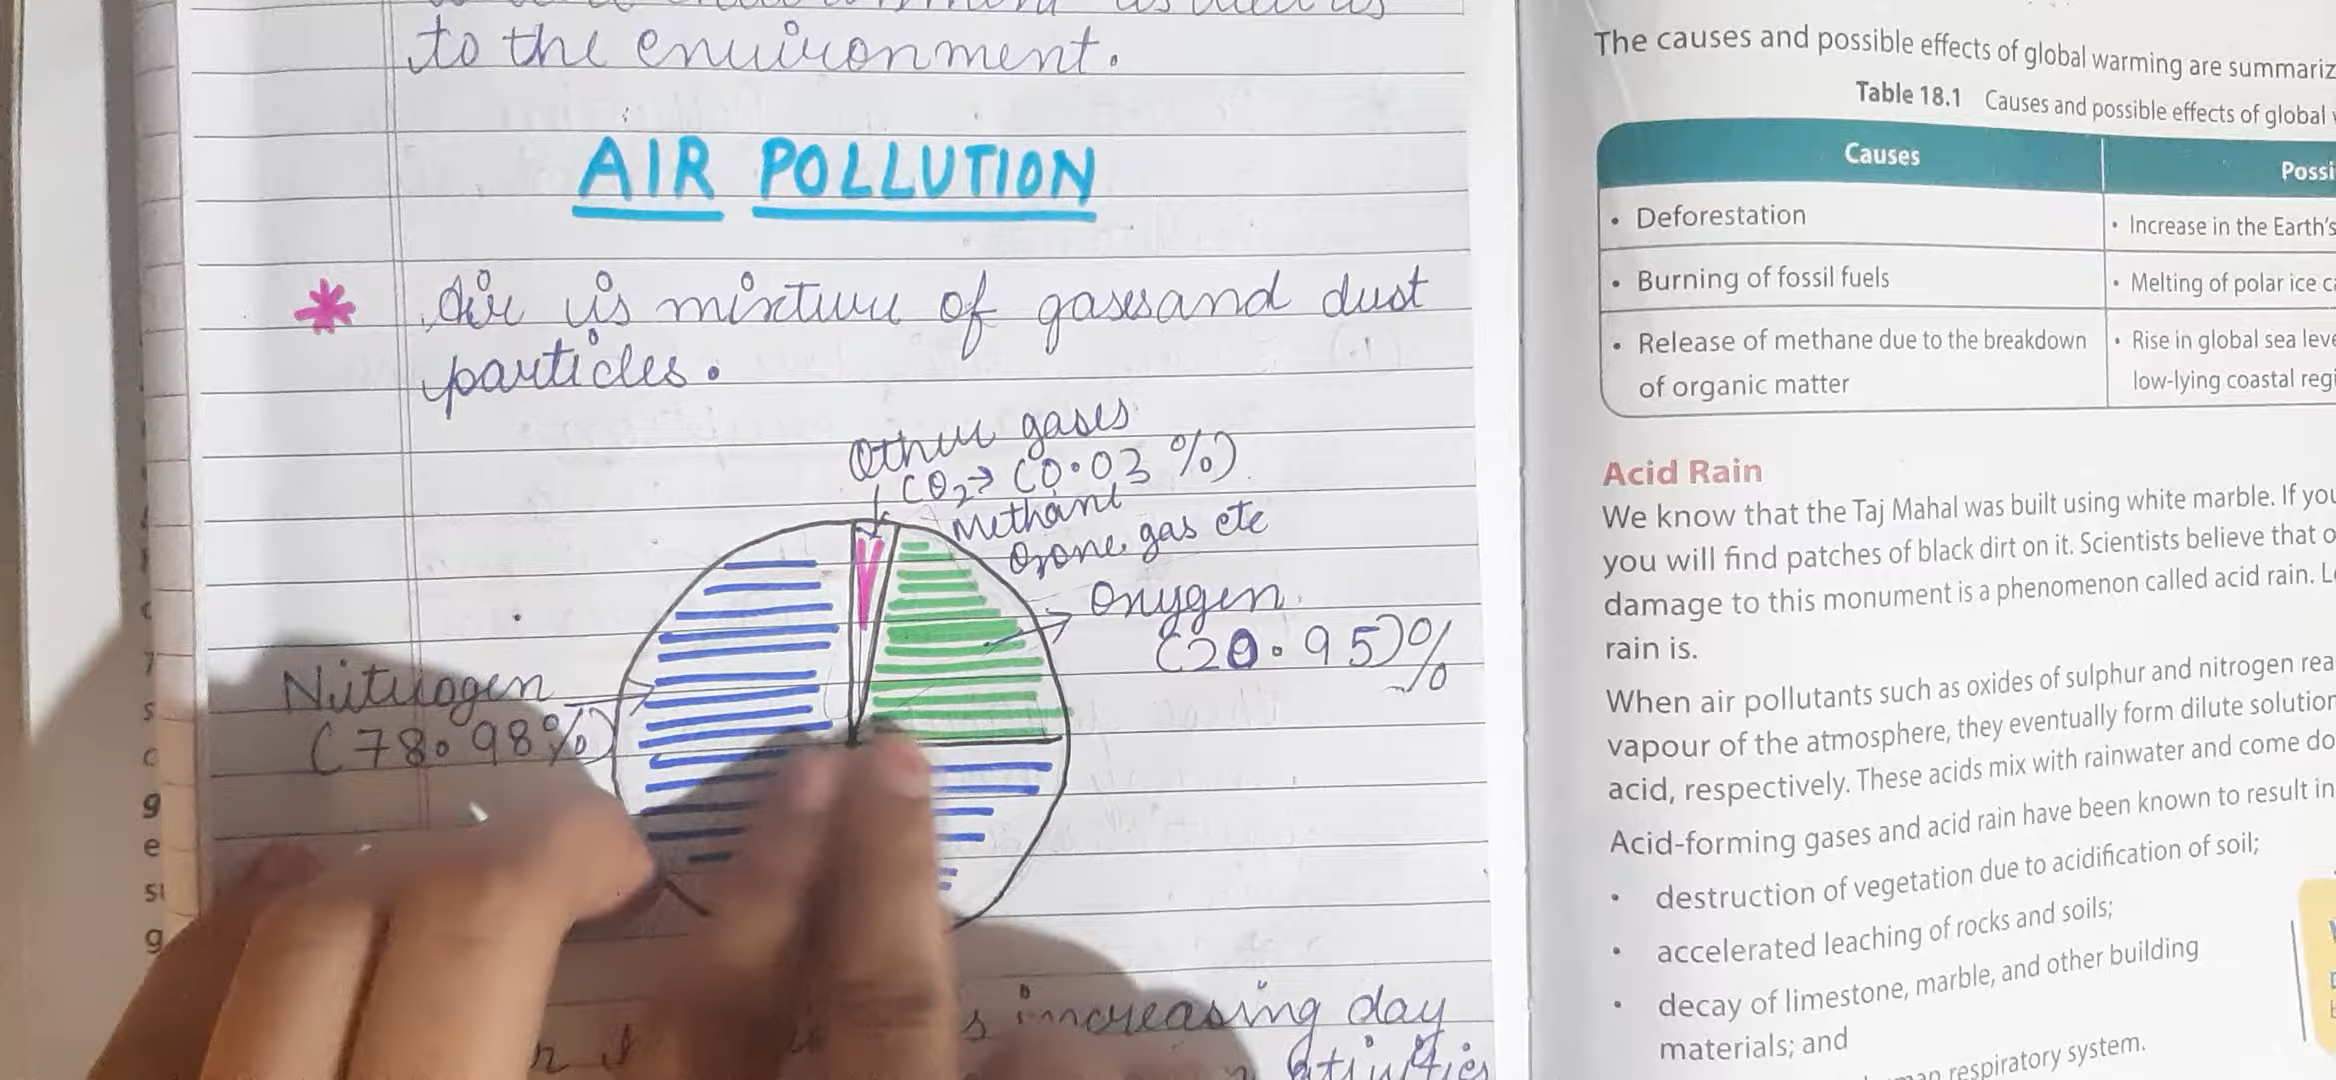 to the environment.
AIR POLLUTION
* Air is mixture of gases and dust
particles.
Other gases
CO2→ (0.03%)
Methane
Ozone gas etc
Oxygen
(20.95)%
Nitrogen
(78.98%)
increasing day
The causes and possible effects of global warming are summariz
Table 18.1 Causes and possible effects of global
Causes
Possi
• Deforestation
• Increase in the Earth's
• Burning of fossil fuels
• Melting of polar ice c
• Release of methane due to the breakdown
of organic matter
• Rise in global sea leve
low-lying coastal regi
Acid Rain
We know that the Taj Mahal was built using white marble. If you
you will find patches of black dirt on it. Scientists believe that o
damage to this monument is a phenomenon called acid rain. L
rain is.
When air pollutants such as oxides of sulphur and nitrogen rea
vapour of the atmosphere, they eventually form dilute solution
acid, respectively. These acids mix with rainwater and come do
Acid-forming gases and acid rain have been known to result in
• destruction of vegetation due to acidification of soil;
• accelerated leaching of rocks and soils;
• decay of limestone, marble, and other building
materials; and
respiratory system.